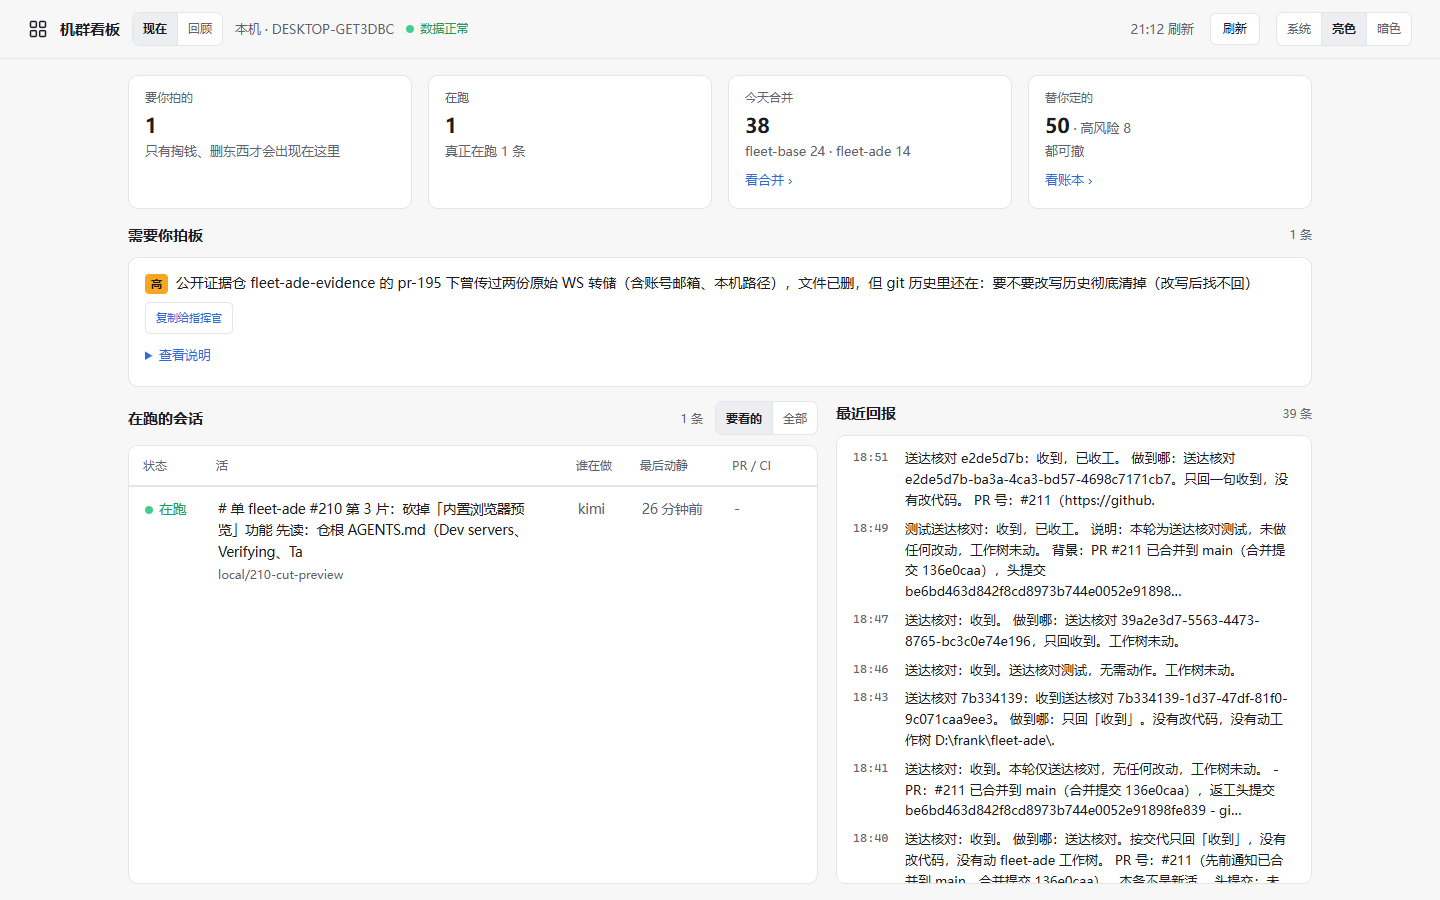 机群看板 现在 回顾 本机 · DESKTOP-GET3DBC 数据正常 21:12 刷新 刷新 系统 亮色 暗色
要你拍的
1
只有掏钱、删东西才会出现在这里
在跑
1
真正在跑 1 条
今天合并
38
fleet-base 24 · fleet-ade 14
看合并 ›
替你定的
50 · 高风险 8
都可撤
看账本 ›
需要你拍板 1 条
高 公开证据仓 fleet-ade-evidence 的 pr-195 下曾传过两份原始 WS 转储（含账号邮箱、本机路径），文件已删，但 git 历史里还在：要不要改写历史彻底清掉（改写后找不回）
复制给指挥官
▶ 查看说明
在跑的会话 1 条 要看的 全部
状态 活 谁在做 最后动静 PR / CI
在跑 # 单 fleet-ade #210 第 3 片：砍掉「内置浏览器预 kimi 26 分钟前 -
览」功能 先读：仓根 AGENTS.md（Dev servers、
Verifying、Ta
local/210-cut-preview
最近回报 39 条
18:51 送达核对 e2de5d7b：收到，已收工。 做到哪：送达核对
e2de5d7b-ba3a-4ca3-bd57-4698c7171cb7。只回一句收到，没
有改代码。 PR 号：#211（https://github.
18:49 测试送达核对：收到，已收工。 说明：本轮为送达核对测试，未做
任何改动，工作树未动。 背景：PR #211 已合并到 main（合并提
交 136e0caa），头提交
be6bd463d842f8cd8973b744e0052e91898...
18:47 送达核对：收到。 做到哪：送达核对 39a2e3d7-5563-4473-
8765-bc3c0e74e196，只回收到。工作树未动。
18:46 送达核对：收到。送达核对测试，无需动作。工作树未动。
18:43 送达核对 7b334139：收到送达核对 7b334139-1d37-47df-81f0-
9c071caa9ee3。 做到哪：只回「收到」。没有改代码，没有动工
作树 D:\frank\fleet-ade\.
18:41 送达核对：收到。本轮仅送达核对，无任何改动，工作树未动。 -
PR：#211 已合并到 main（合并提交 136e0caa），返工头提交
be6bd463d842f8cd8973b744e0052e91898fe839 - gi...
18:40 送达核对：收到。 做到哪：送达核对。按交代只回「收到」，没有
改代码，没有动 fleet-ade 工作树。 PR 号：#211（先前通知已合
并到 main，合并提交 136e0caa），本条不是新活。 头提交：未